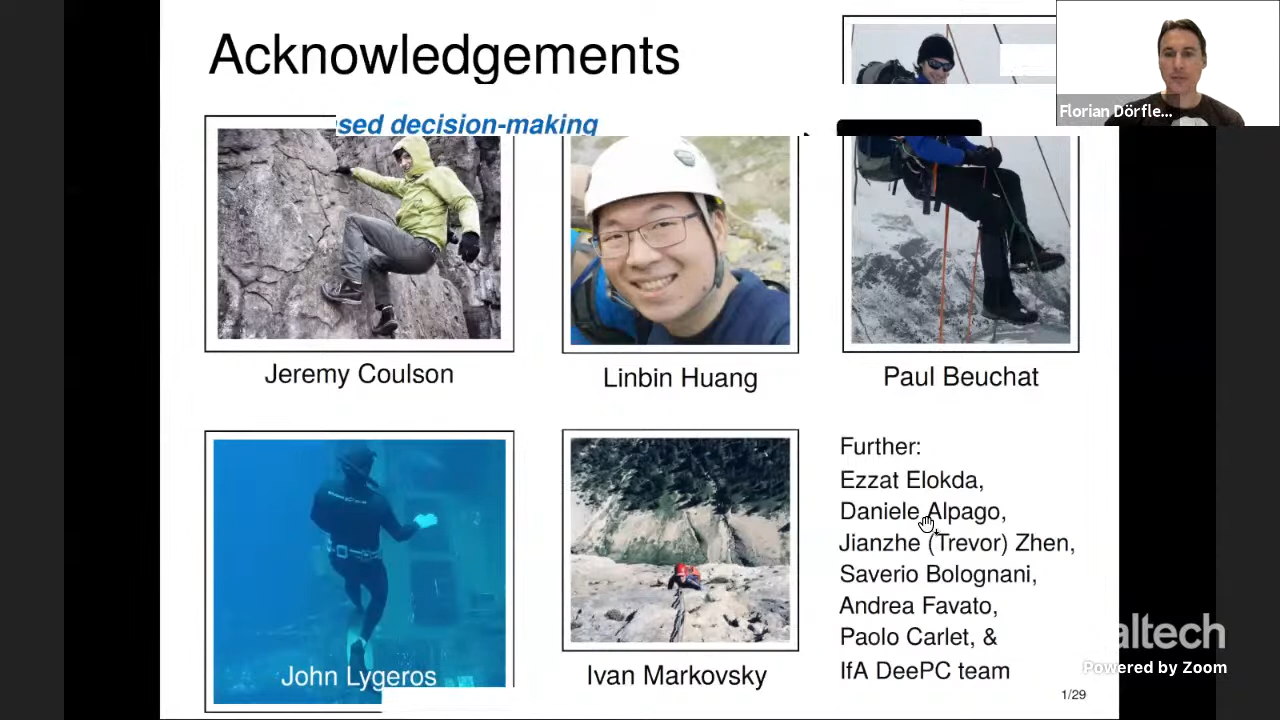 Acknowledgements
Florian Dörfle...
sed decision-making
Jeremy Coulson
Linbin Huang
Paul Beuchat
Further:
Ezzat Elokda,
Daniele Alpago,
Jianzhe (Trevor) Zhen,
Saverio Bolognani,
Andrea Favato,
Paolo Carlet, &
IfA DeePC team
John Lygeros
Ivan Markovsky
altech
Powered by Zoom
1/29